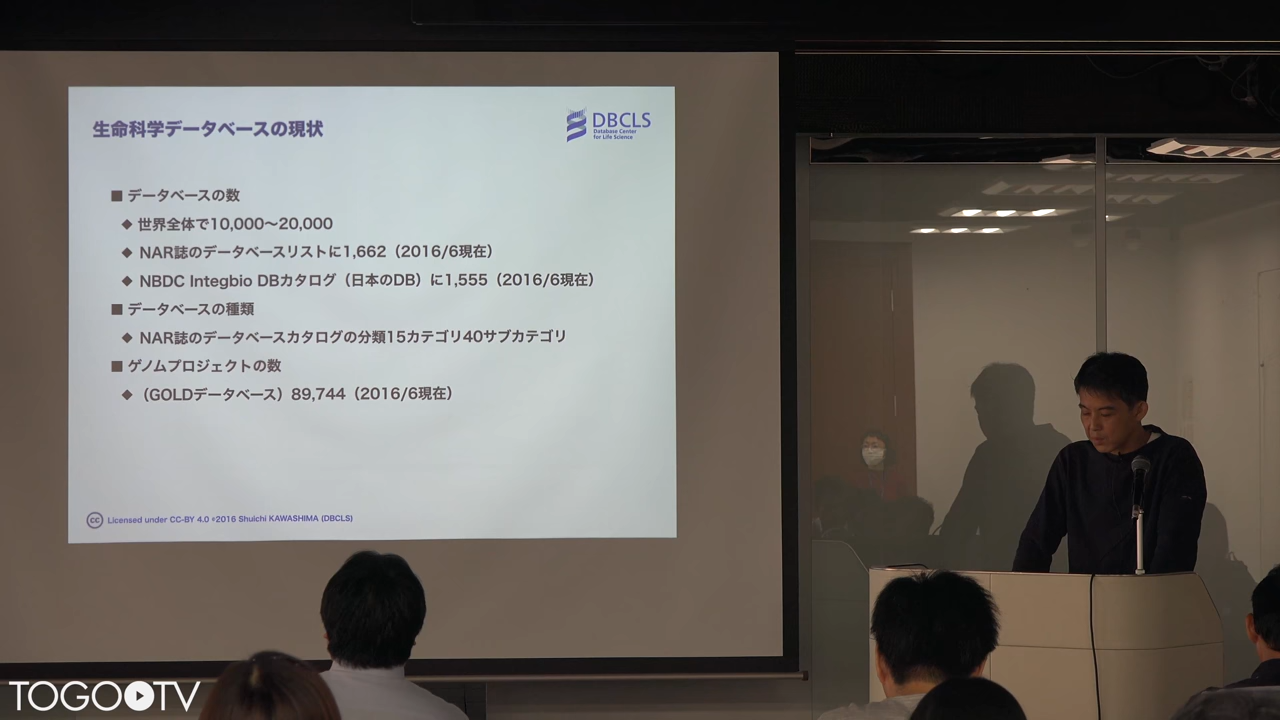 生命科学データベースの現状
DBCLS
Database Center
for Life Science
■ データベースの数
◆ 世界全体で10,000〜20,000
◆ NAR誌のデータベースリストに1,662（2016/6現在）
◆ NBDC Integbio DBカタログ（日本のDB）に1,555（2016/6現在）
■ データベースの種類
◆ NAR誌のデータベースカタログの分類15カテゴリ40サブカテゴリ
■ ゲノムプロジェクトの数
◆（GOLDデータベース）89,744（2016/6現在）
cc Licensed under CC-BY 4.0 ©2016 Shuichi KAWASHIMA (DBCLS)
TOGO TV